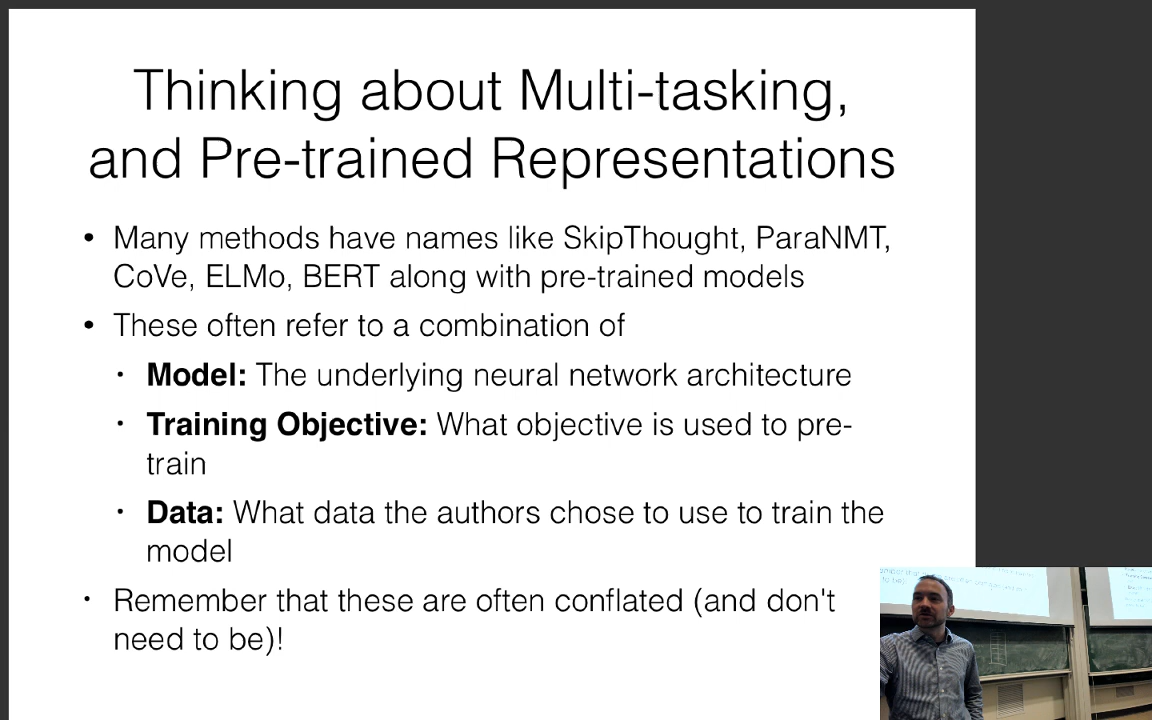 Thinking about Multi-tasking,
and Pre-trained Representations
• Many methods have names like SkipThought, ParaNMT,
CoVe, ELMo, BERT along with pre-trained models
• These often refer to a combination of
• Model: The underlying neural network architecture
• Training Objective: What objective is used to pre-
train
• Data: What data the authors chose to use to train the
model
• Remember that these are often conflated (and don't
need to be)!